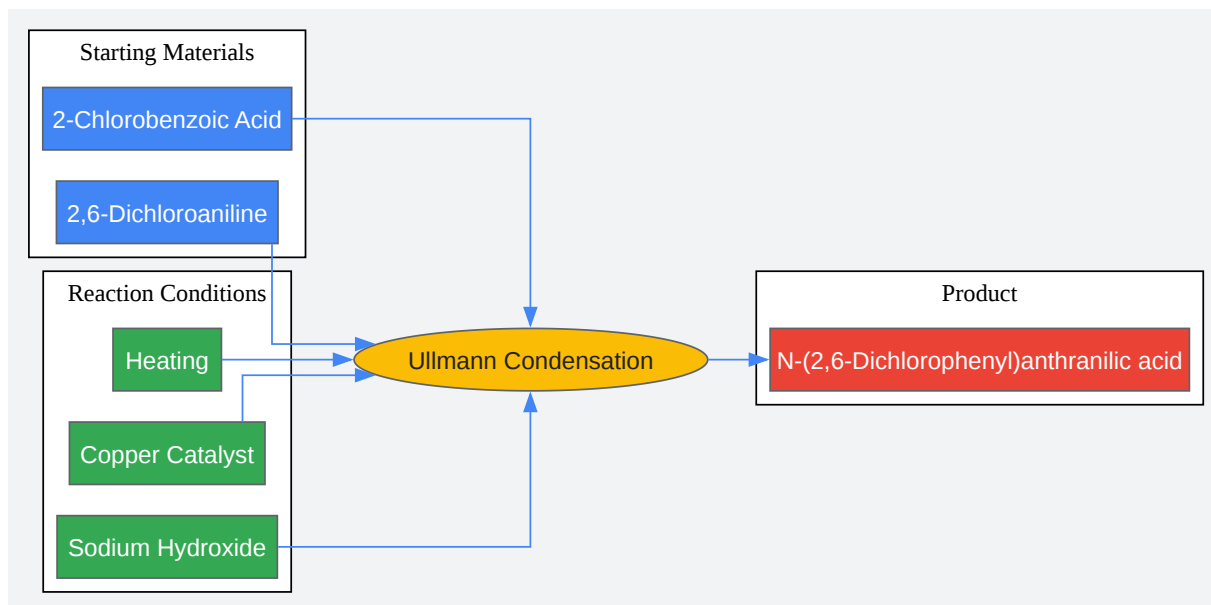 Starting Materials
2-Chlorobenzoic Acid
2,6-Dichloroaniline
Reaction Conditions
Heating
Copper Catalyst
Sodium Hydroxide
Ullmann Condensation
Product
N-(2,6-Dichlorophenyl)anthranilic acid